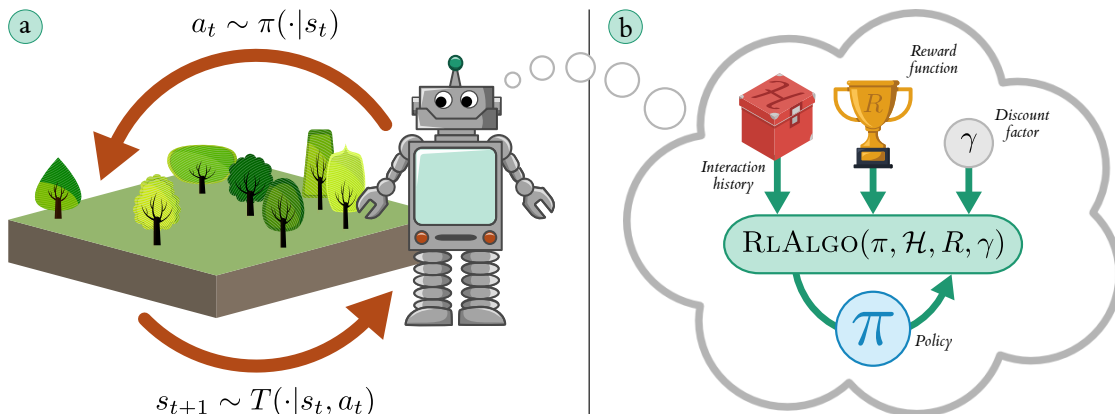 a
a_t ∼ π(·|s_t)
s_{t+1} ∼ T(·|s_t, a_t)
b
Reward
function
H
R
Discount
factor
γ
Interaction
history
RLALGO(π, H, R, γ)
π
Policy